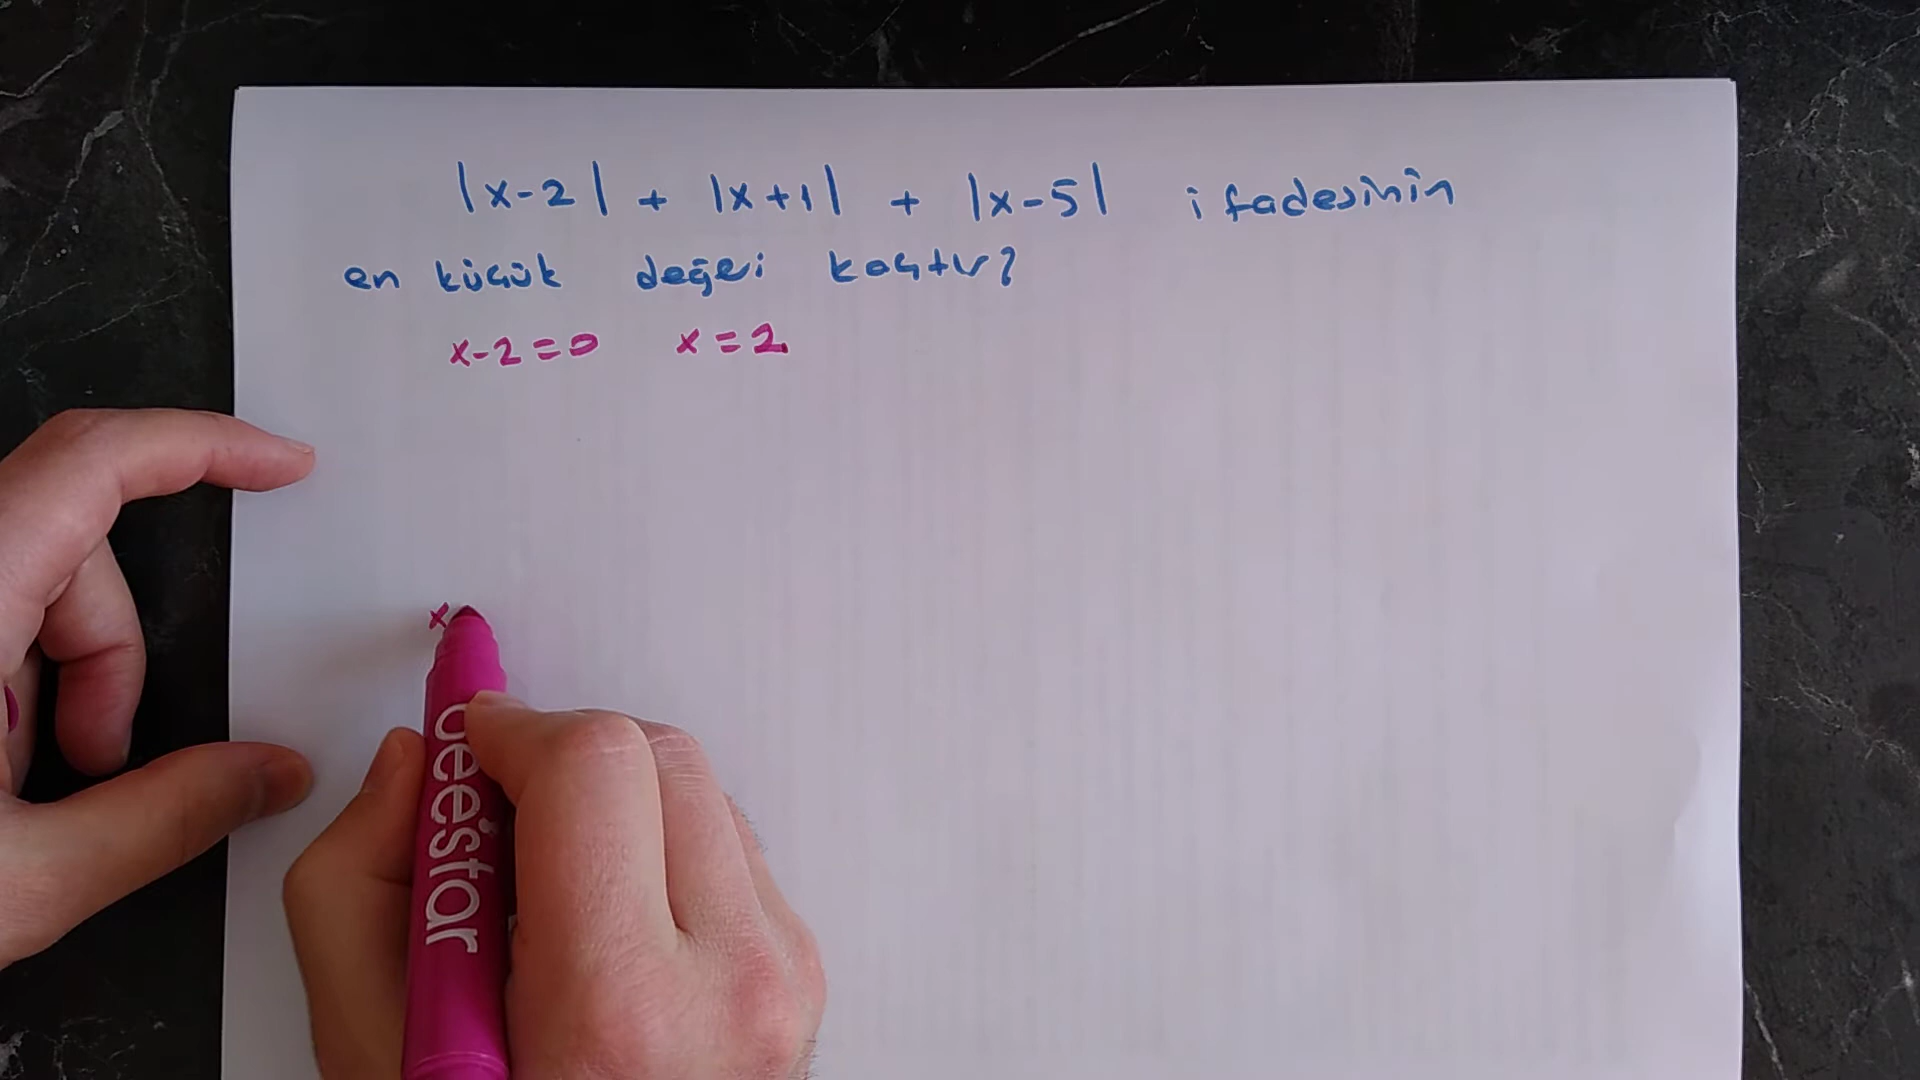 |x-2| + |x+1| + |x-5| ifadesinin
en küçük değeri kaçtır?
x-2=0 x=2
x
beestar